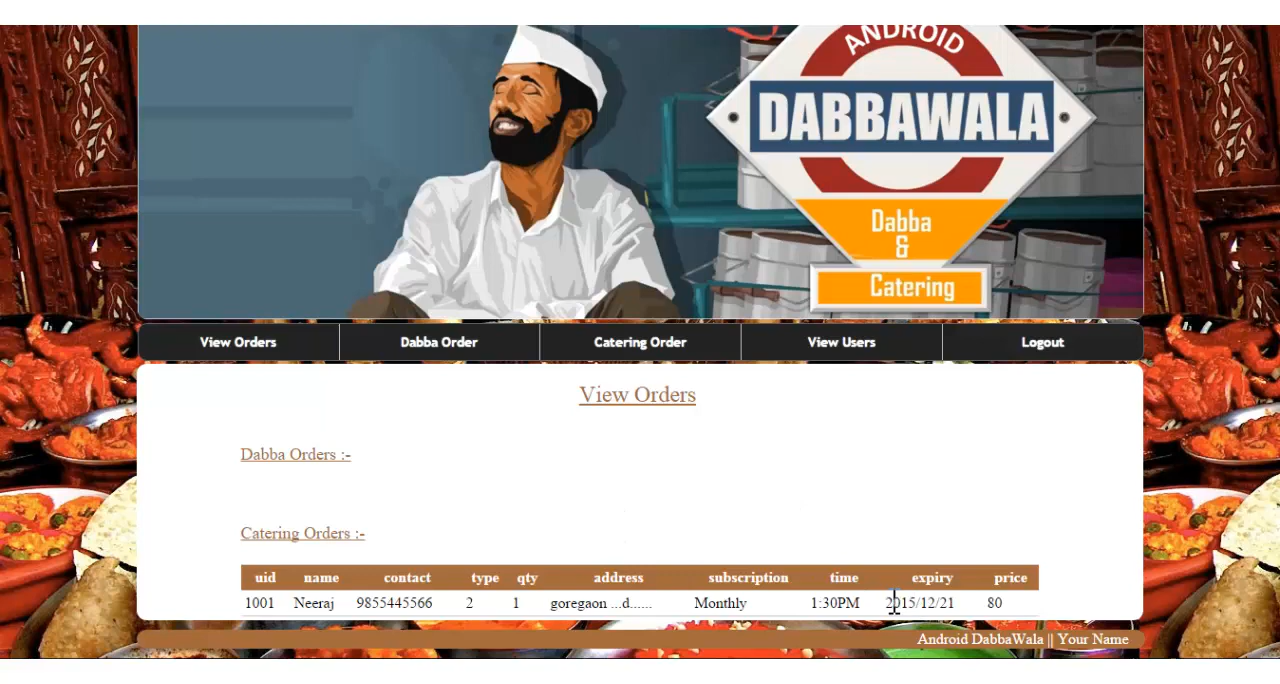 ANDROID
DABBAWALA
Dabba
&
Catering
View Orders Dabba Order Catering Order View Users Logout
View Orders
Dabba Orders :-
Catering Orders :-
uid name contact type qty address subscription time expiry price
1001 Neeraj 9855445566 2 1 goregaon ...d...... Monthly 1:30PM 2015/12/21 80
Android DabbaWala || Your Name